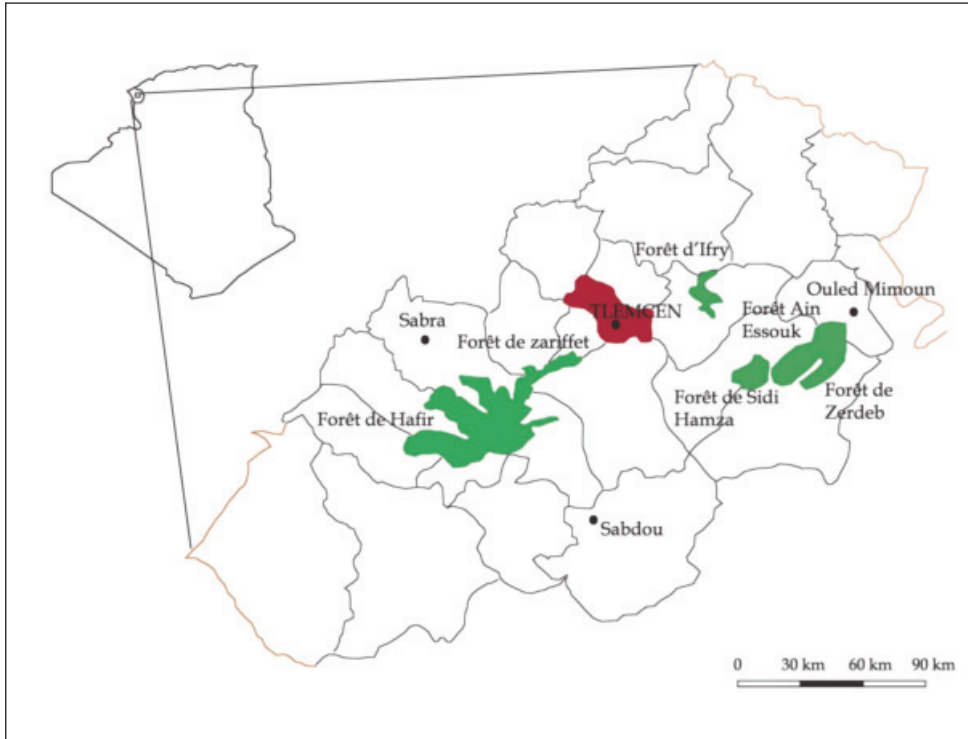 Forêt d'Ifry
Ouled Mimoun
TLEMCEN
Forêt Ain
Essouk
Sabra
Forêt de zariffet
Forêt de Sidi
Hamza
Forêt de
Zerdeb
Forêt de Hafir
Sabdou
0 30 km 60 km 90 km